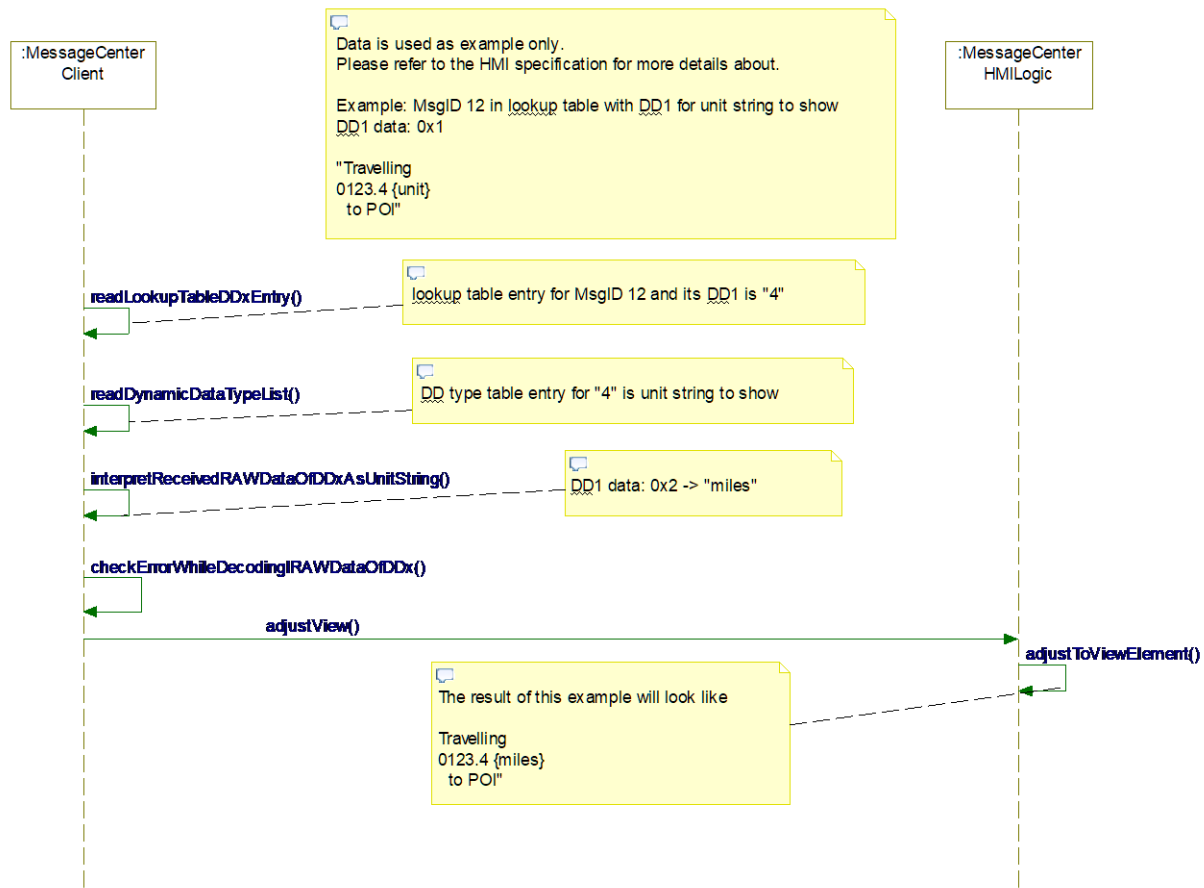 :MessageCenter
Client
Data is used as example only.
Please refer to the HMI specification for more details about.
Example: MsgID 12 in lookup table with DD1 for unit string to show
DD1 data: 0x1
"Travelling
0123.4 {unit}
to POI"
:MessageCenter
HMILogic
readLookupTableDDxEntry()
lookup table entry for MsgID 12 and its DD1 is "4"
readDynamicDataTypeList()
DD type table entry for "4" is unit string to show
interpretReceivedRAWDataOfDDxAsUnitString()
DD1 data: 0x2 -> "miles"
checkErrorWhileDecodingIRAWDataOfDDx()
adjustView()
adjustToViewElement()
The result of this example will look like
Travelling
0123.4 {miles}
to POI"